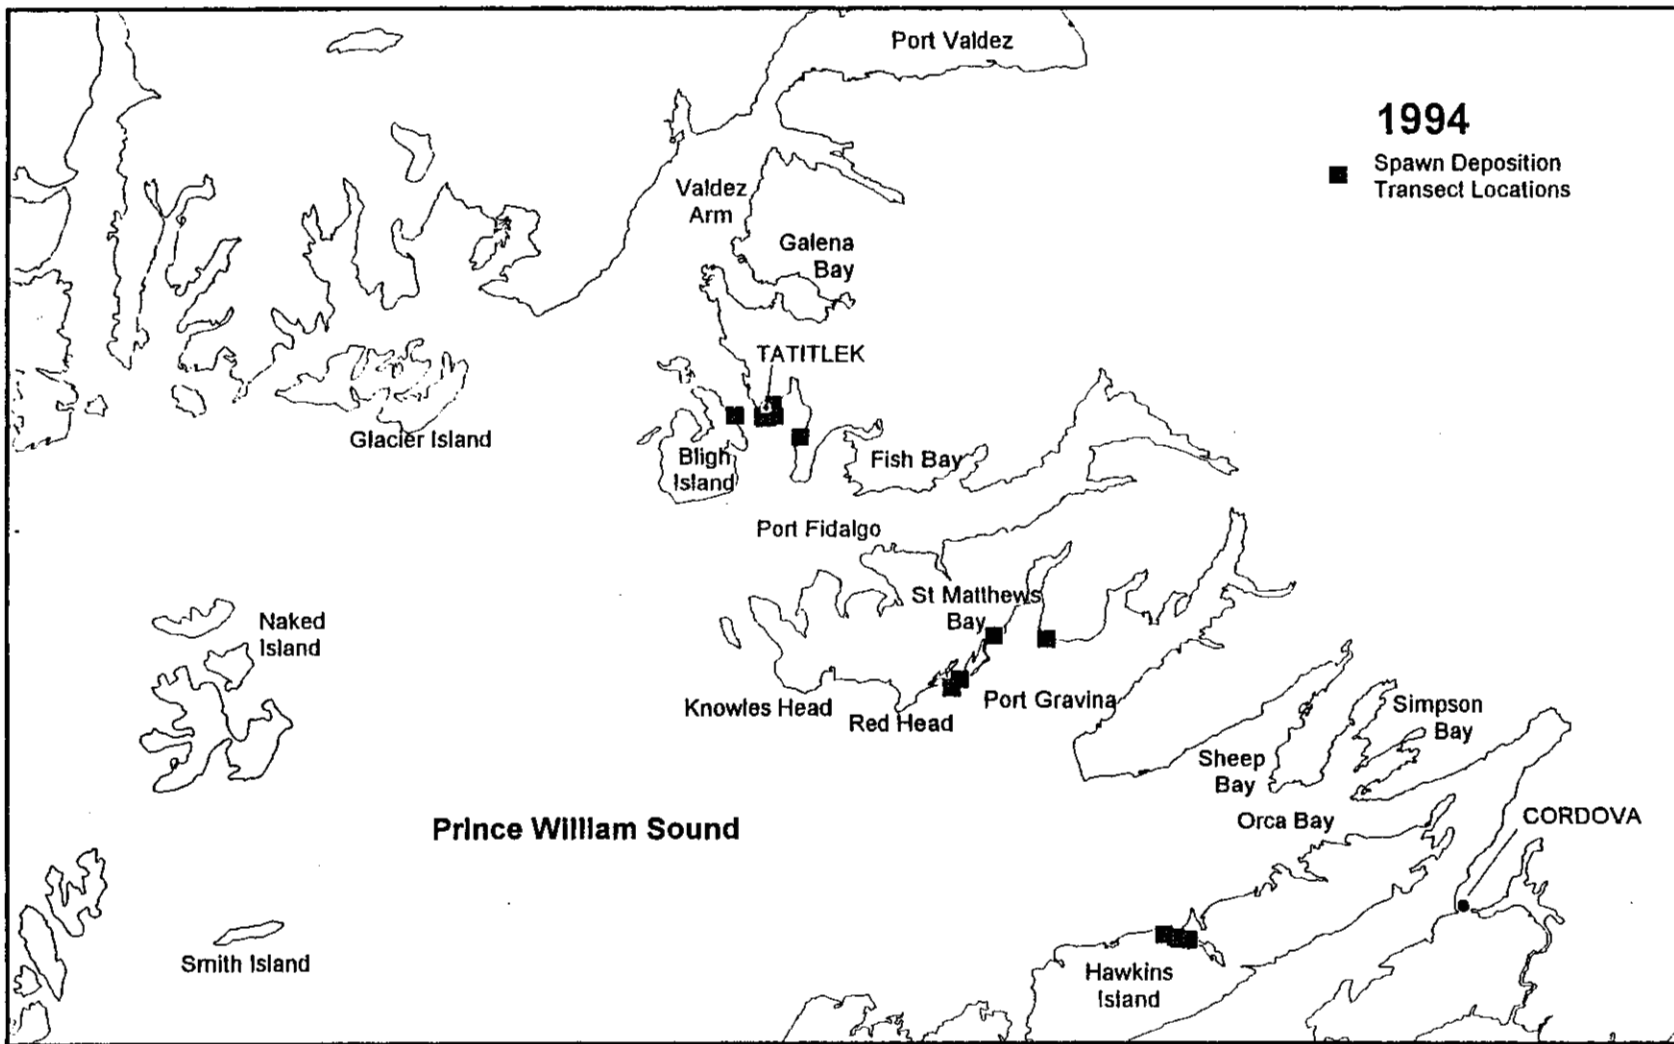 Port Valdez
1994
Spawn Deposition
Transect Locations
Valdez
Arm
Galena
Bay
TATITLEK
Glacier Island
Bligh
Island
Fish Bay
Port Fidalgo
St Matthews
Bay
Naked
Island
Knowles Head
Red Head
Port Gravina
Simpson
Bay
Sheep
Bay
Orca Bay
CORDOVA
Prince William Sound
Smith Island
Hawkins
Island